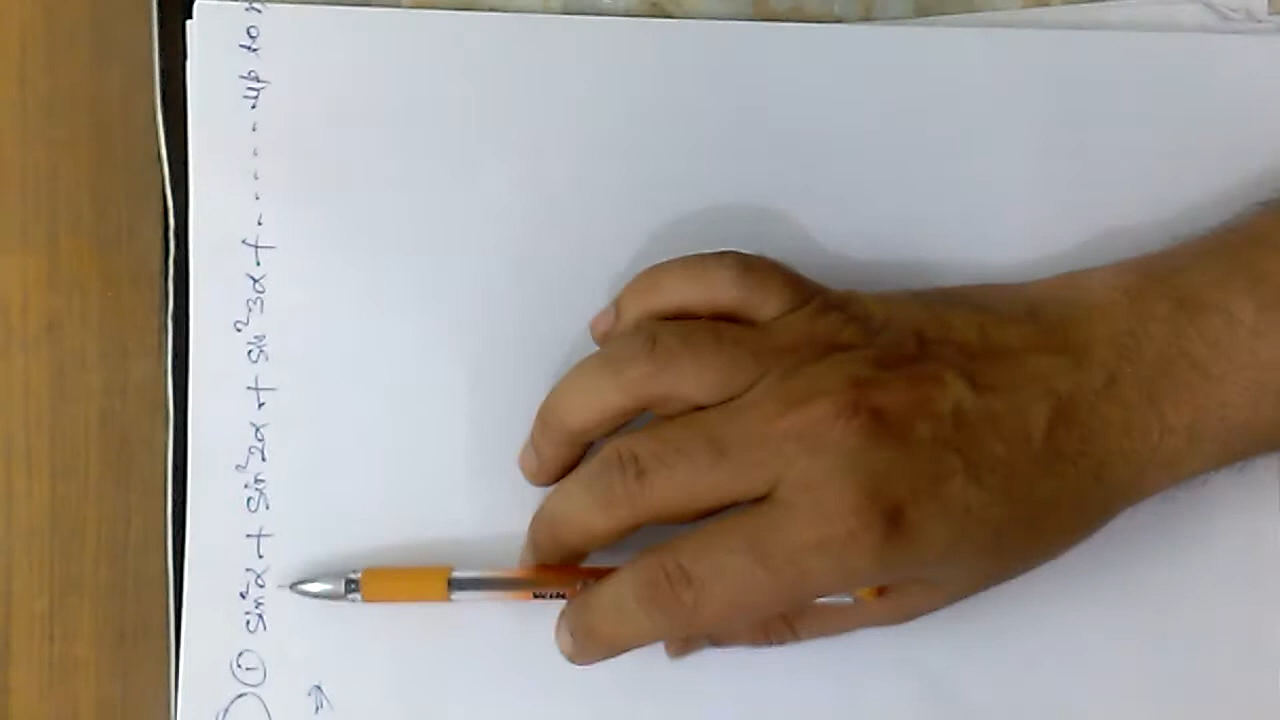 ① sin²α + sin²2α + sin²3α + ...... up to n
⇒